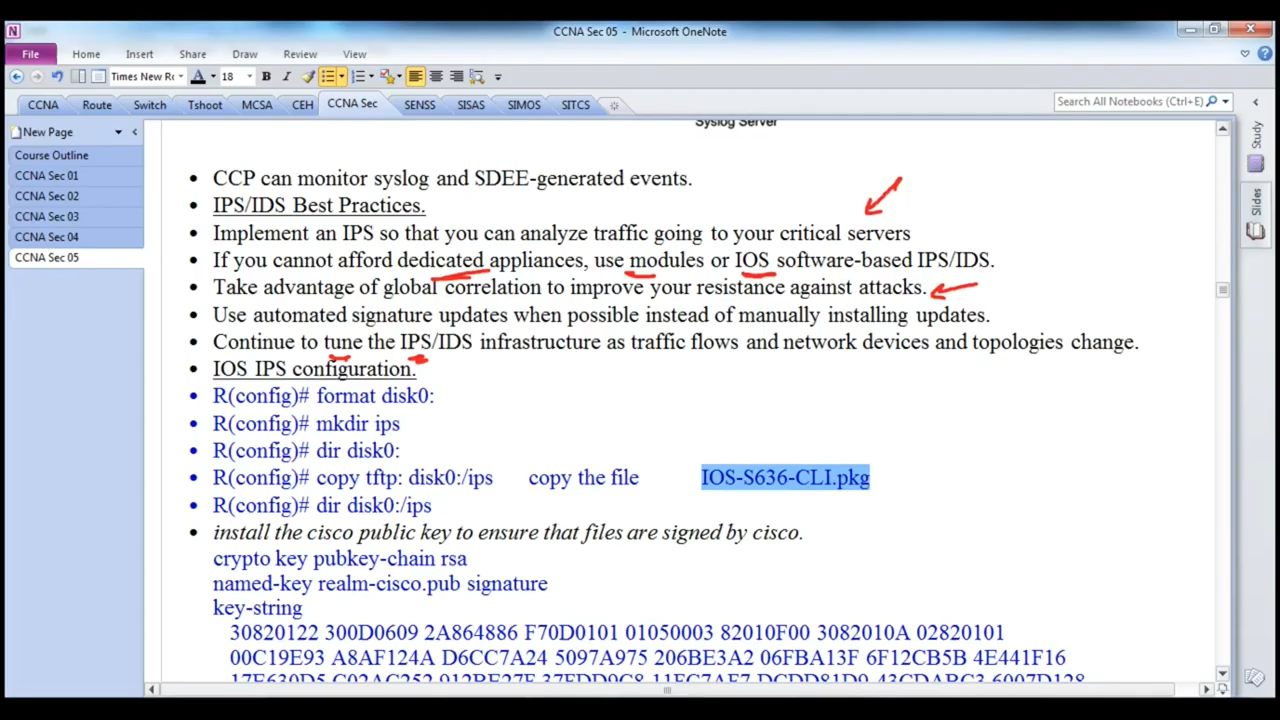 CCNA Sec 05 - Microsoft OneNote
File Home Insert Share Draw Review View
Times New Ro 18 B I
CCNA Route Switch Tshoot MCSA CEH CCNA Sec SENSS SISAS SIMOS SITCS
Search All Notebooks (Ctrl+E)
New Page
Course Outline
CCNA Sec 01
CCNA Sec 02
CCNA Sec 03
CCNA Sec 04
CCNA Sec 05
Study
Slides
Syslog Server
• CCP can monitor syslog and SDEE-generated events.
• IPS/IDS Best Practices.
• Implement an IPS so that you can analyze traffic going to your critical servers
• If you cannot afford dedicated appliances, use modules or IOS software-based IPS/IDS.
• Take advantage of global correlation to improve your resistance against attacks.
• Use automated signature updates when possible instead of manually installing updates.
• Continue to tune the IPS/IDS infrastructure as traffic flows and network devices and topologies change.
• IOS IPS configuration.
• R(config)# format disk0:
• R(config)# mkdir ips
• R(config)# dir disk0:
• R(config)# copy tftp: disk0:/ips copy the file IOS-S636-CLI.pkg
• R(config)# dir disk0:/ips
• install the cisco public key to ensure that files are signed by cisco.
crypto key pubkey-chain rsa
named-key realm-cisco.pub signature
key-string
30820122 300D0609 2A864886 F70D0101 01050003 82010F00 3082010A 02820101
00C19E93 A8AF124A D6CC7A24 5097A975 206BE3A2 06FBA13F 6F12CB5B 4E441F16
17E630D5 C02AC252 912BE27F 37FDD9C8 11FC7AF7 DCDD81D9 43CDABC3 6007D128